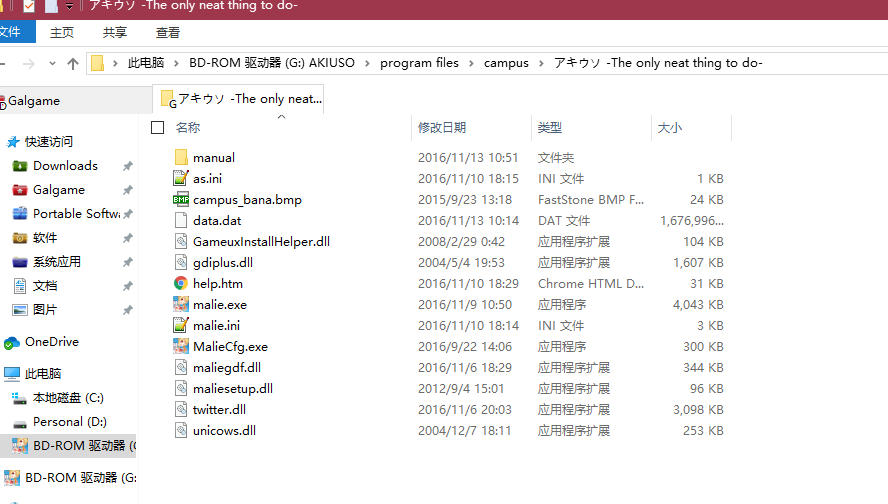 アキウソ -The only neat thing to do-
文件
主页
共享
查看
此电脑 › BD-ROM 驱动器 (G:) AKIUSO › program files › campus › アキウソ -The only neat thing to do-
Galgame
アキウソ -The only neat...
名称 修改日期 类型 大小
快速访问
Downloads
Galgame
Portable Softwa
软件
系统应用
文档
图片
OneDrive
此电脑
本地磁盘 (C:)
Personal (D:)
BD-ROM 驱动器 (
BD-ROM 驱动器 (G:
manual 2016/11/13 10:51 文件夹
as.ini 2016/11/10 18:15 INI 文件 1 KB
campus_bana.bmp 2015/9/23 13:18 FastStone BMP F... 24 KB
data.dat 2016/11/13 10:14 DAT 文件 1,676,996...
GameuxInstallHelper.dll 2008/2/29 0:42 应用程序扩展 104 KB
gdiplus.dll 2004/5/4 19:53 应用程序扩展 1,607 KB
help.htm 2016/11/10 18:29 Chrome HTML D... 31 KB
malie.exe 2016/11/9 10:50 应用程序 4,043 KB
malie.ini 2016/11/10 18:14 INI 文件 3 KB
MalieCfg.exe 2016/9/22 14:06 应用程序 300 KB
maliegdf.dll 2016/11/6 18:29 应用程序扩展 344 KB
maliesetup.dll 2012/9/4 15:01 应用程序扩展 96 KB
twitter.dll 2016/11/6 20:03 应用程序扩展 3,098 KB
unicows.dll 2004/12/7 18:11 应用程序扩展 253 KB